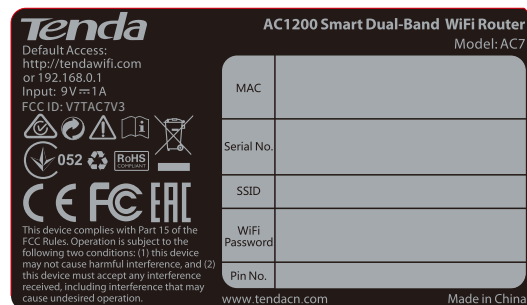 Tenda
AC1200 Smart Dual-Band WiFi Router
Model: AC7
Default Access:
http://tendawifi.com
or 192.168.0.1
Input: 9V⎓1A
FCC ID: V7TAC7V3
052
RoHS
COMPLIANT
CE FC EAC
This device complies with Part 15 of the
FCC Rules. Operation is subject to the
following two conditions: (1) this device
may not cause harmful interference, and (2)
this device must accept any interference
received, including interference that may
cause undesired operation.
MAC
Serial No.
SSID
WiFi
Password
Pin No.
www.tendacn.com
Made in China